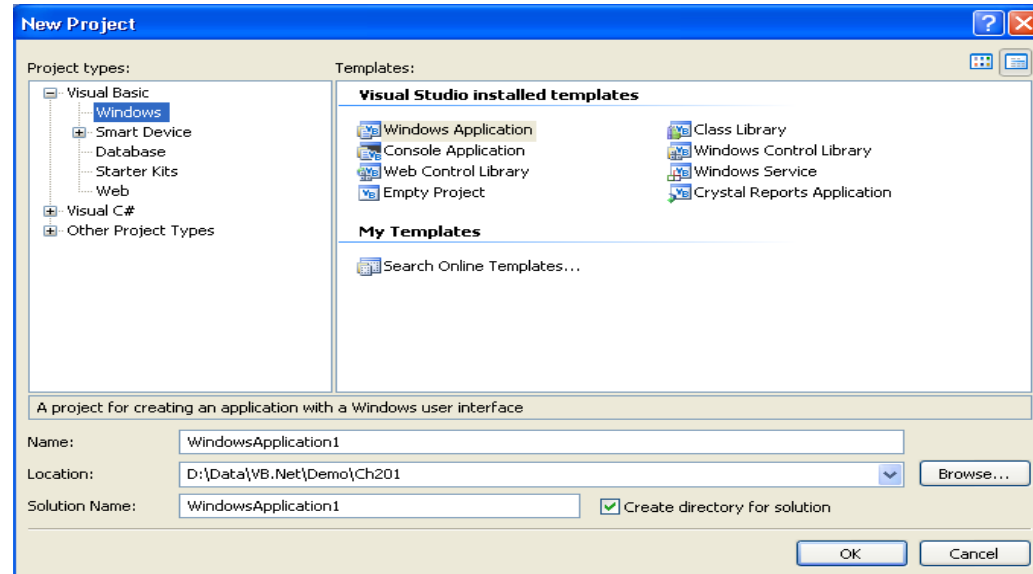 New Project
Project types:
Templates:
Visual Basic
Windows
Smart Device
Database
Starter Kits
Web
Visual C#
Other Project Types
Visual Studio installed templates
Windows Application
Console Application
Web Control Library
Empty Project
Class Library
Windows Control Library
Windows Service
Crystal Reports Application
My Templates
Search Online Templates...
A project for creating an application with a Windows user interface
Name: WindowsApplication1
Location: D:\Data\VB.Net\Demo\Ch201 Browse...
Solution Name: WindowsApplication1 Create directory for solution
OK Cancel